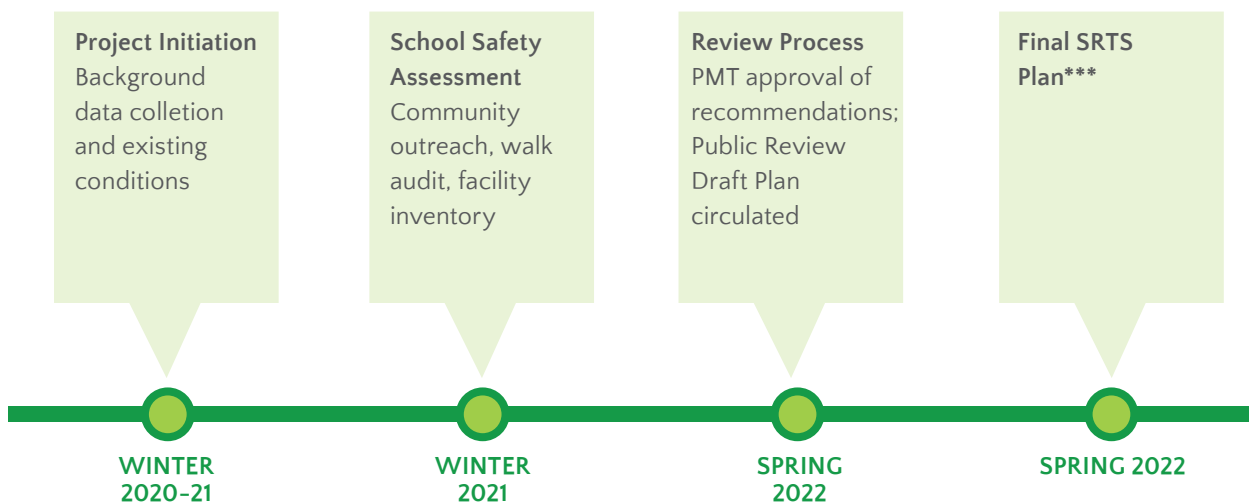 Project Initiation
Background
data colletion
and existing
conditions
School Safety
Assessment
Community
outreach, walk
audit, facility
inventory
Review Process
PMT approval of
recommendations;
Public Review
Draft Plan
circulated
Final SRTS
Plan***
WINTER
2020-21
WINTER
2021
SPRING
2022
SPRING 2022